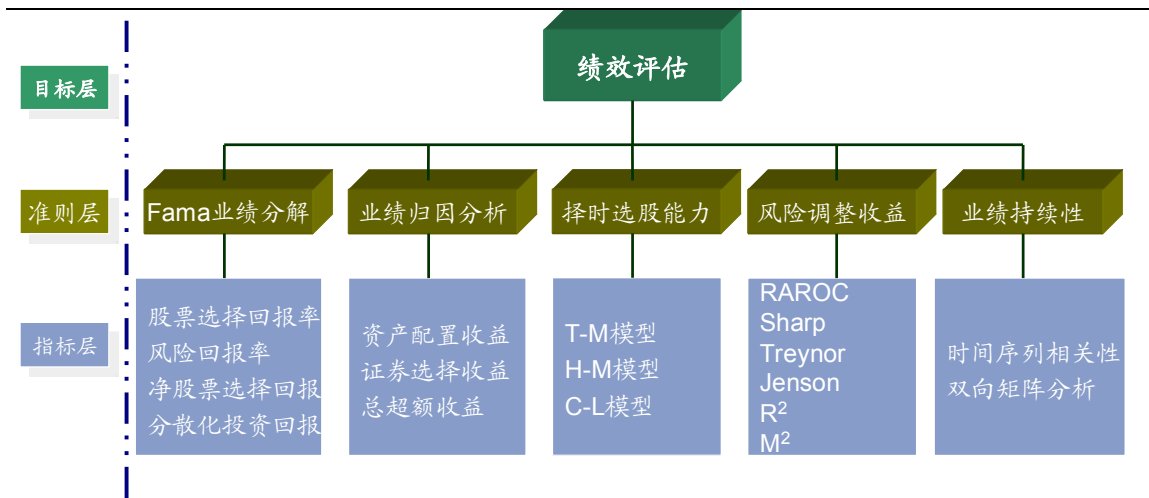 绩效评估
目标层
准则层
Fama业绩分解
业绩归因分析
择时选股能力
风险调整收益
业绩持续性
指标层
股票选择回报率
风险回报率
净股票选择回报
分散化投资回报
资产配置收益
证券选择收益
总超额收益
T-M模型
H-M模型
C-L模型
RAROC
Sharp
Treynor
Jenson
R²
M²
时间序列相关性
双向矩阵分析